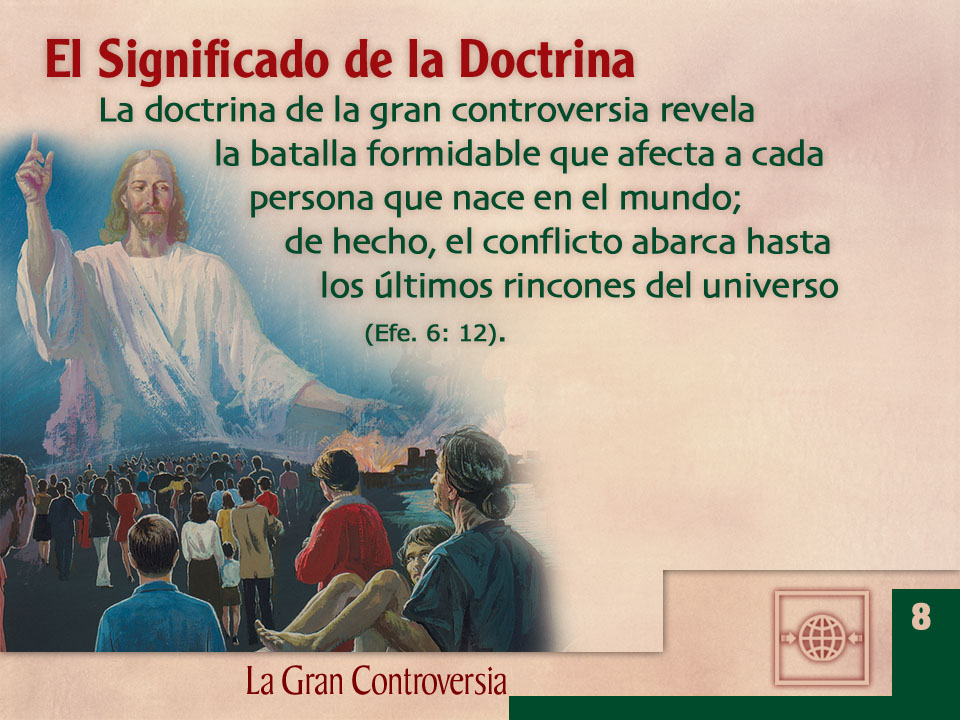 El Significado de la Doctrina
La doctrina de la gran controversia revela
la batalla formidable que afecta a cada
persona que nace en el mundo;
de hecho, el conflicto abarca hasta
los últimos rincones del universo
(Efe. 6: 12).
8
La Gran Controversia